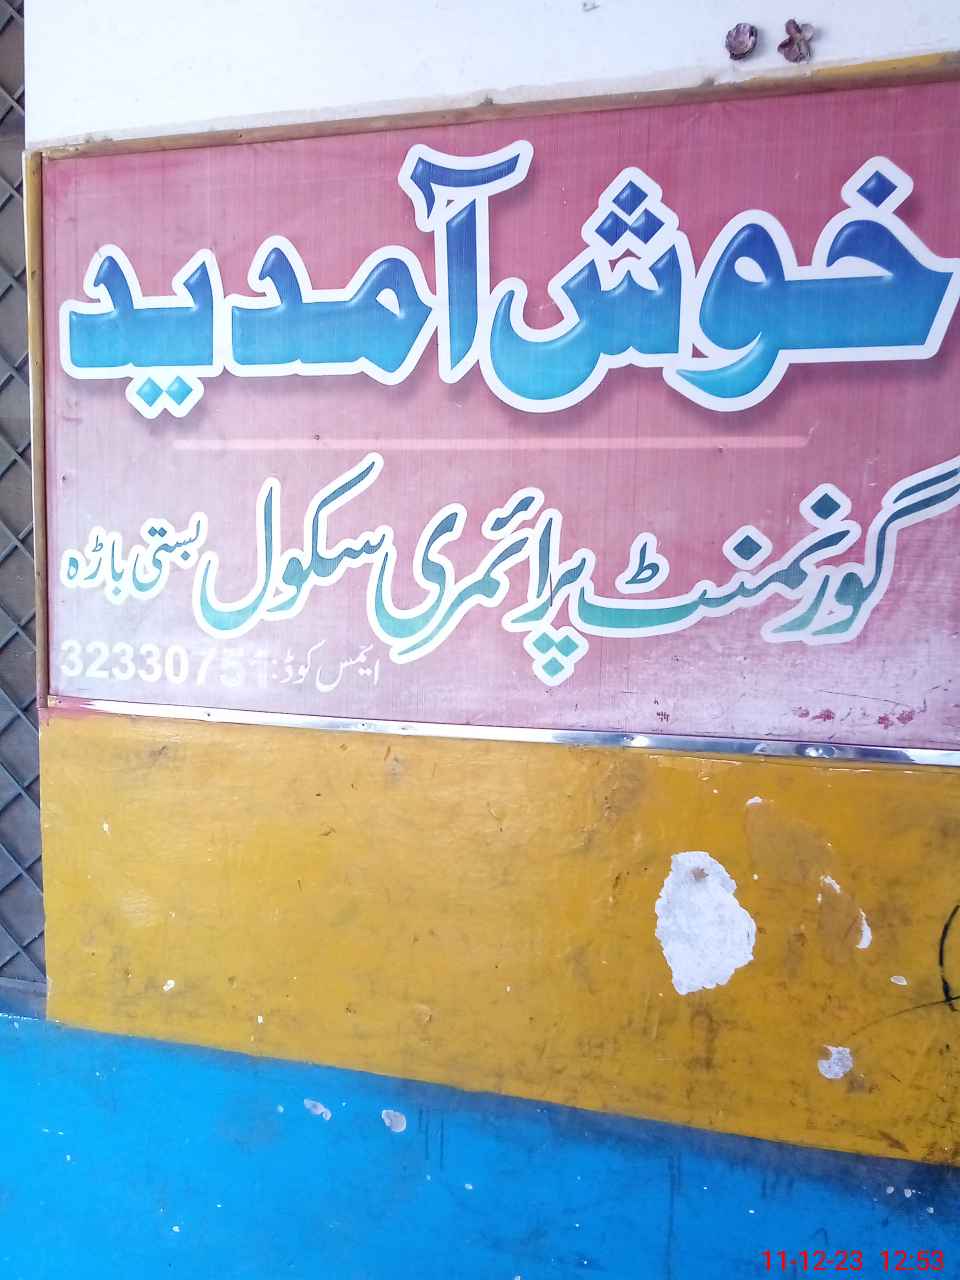 خوش آمدید
گورنمنٹ پرائمری سکول بستی باڑہ
ایمس کوڈ: 32330751
11-12-23 12:53